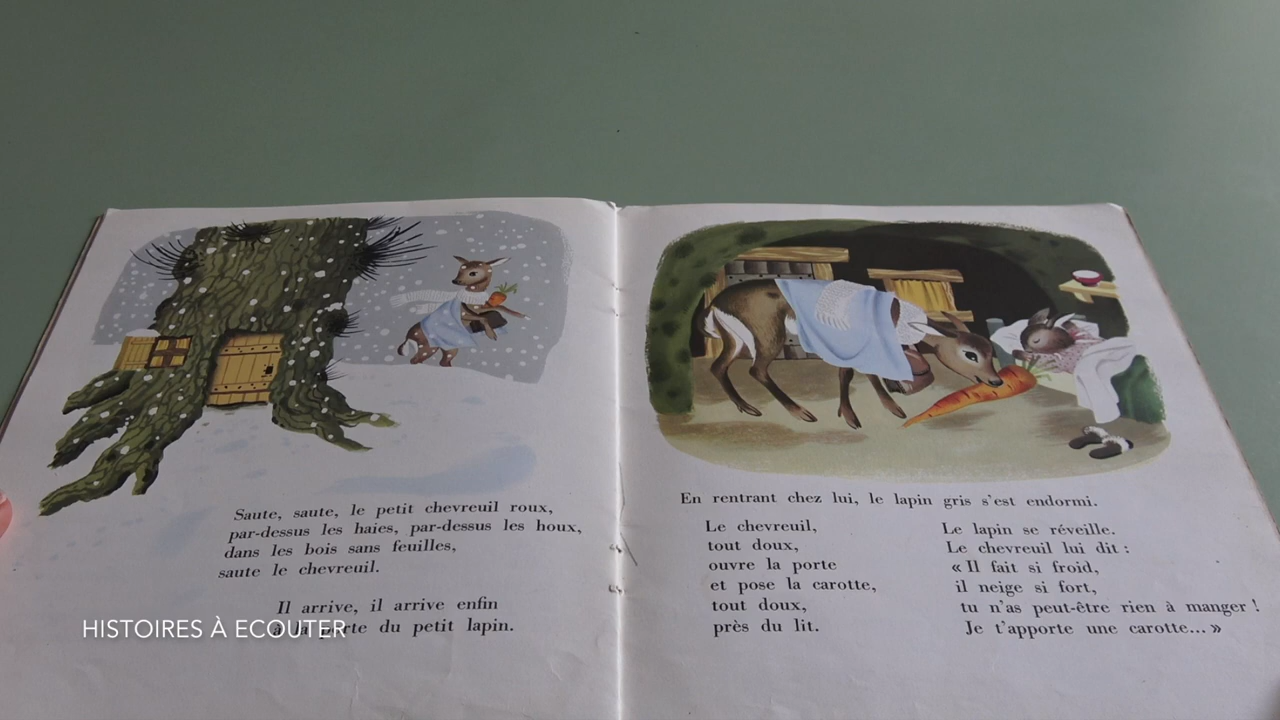 Saute, saute, le petit chevreuil roux,
par-dessus les haies, par-dessus les houx,
dans les bois sans feuilles,
saute le chevreuil.
Il arrive, il arrive enfin
à la porte du petit lapin.
HISTOIRES À ECOUTER
En rentrant chez lui, le lapin gris s'est endormi.
Le chevreuil,
tout doux,
ouvre la porte
et pose la carotte,
tout doux,
près du lit.
Le lapin se réveille.
Le chevreuil lui dit :
« Il fait si froid,
il neige si fort,
tu n'as peut-être rien à manger !
Je t'apporte une carotte... »